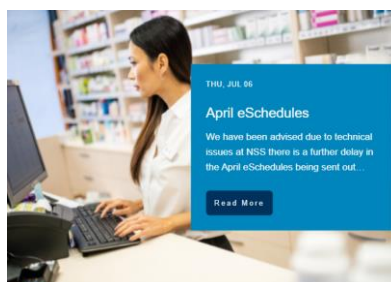 THU, JUL 06
April eSchedules
We have been advised due to technical
issues at NSS there is a further delay in
the April eSchedules being sent out...
Read More